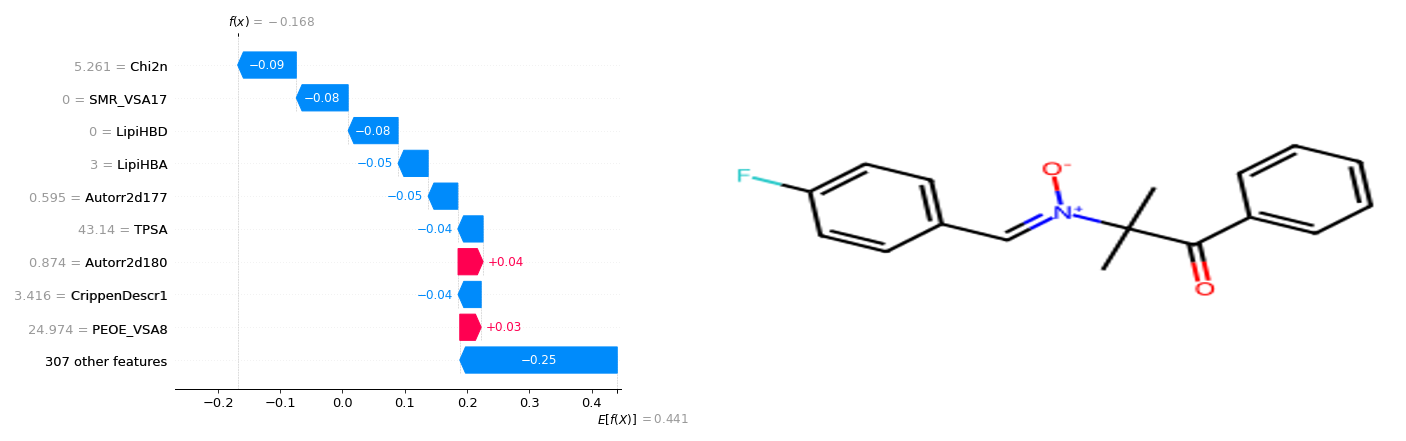 f(x) = −0.168
5.261 = Chi2n
−0.09
0 = SMR_VSA17
−0.08
0 = LipiHBD
−0.08
3 = LipiHBA
−0.05
0.595 = Autorr2d177
−0.05
43.14 = TPSA
−0.04
0.874 = Autorr2d180
+0.04
3.416 = CrippenDescr1
−0.04
24.974 = PEOE_VSA8
+0.03
307 other features
−0.25
−0.2 −0.1 0.0 0.1 0.2 0.3 0.4
E[f(X)] = 0.441
F
O⁻
N⁺
O